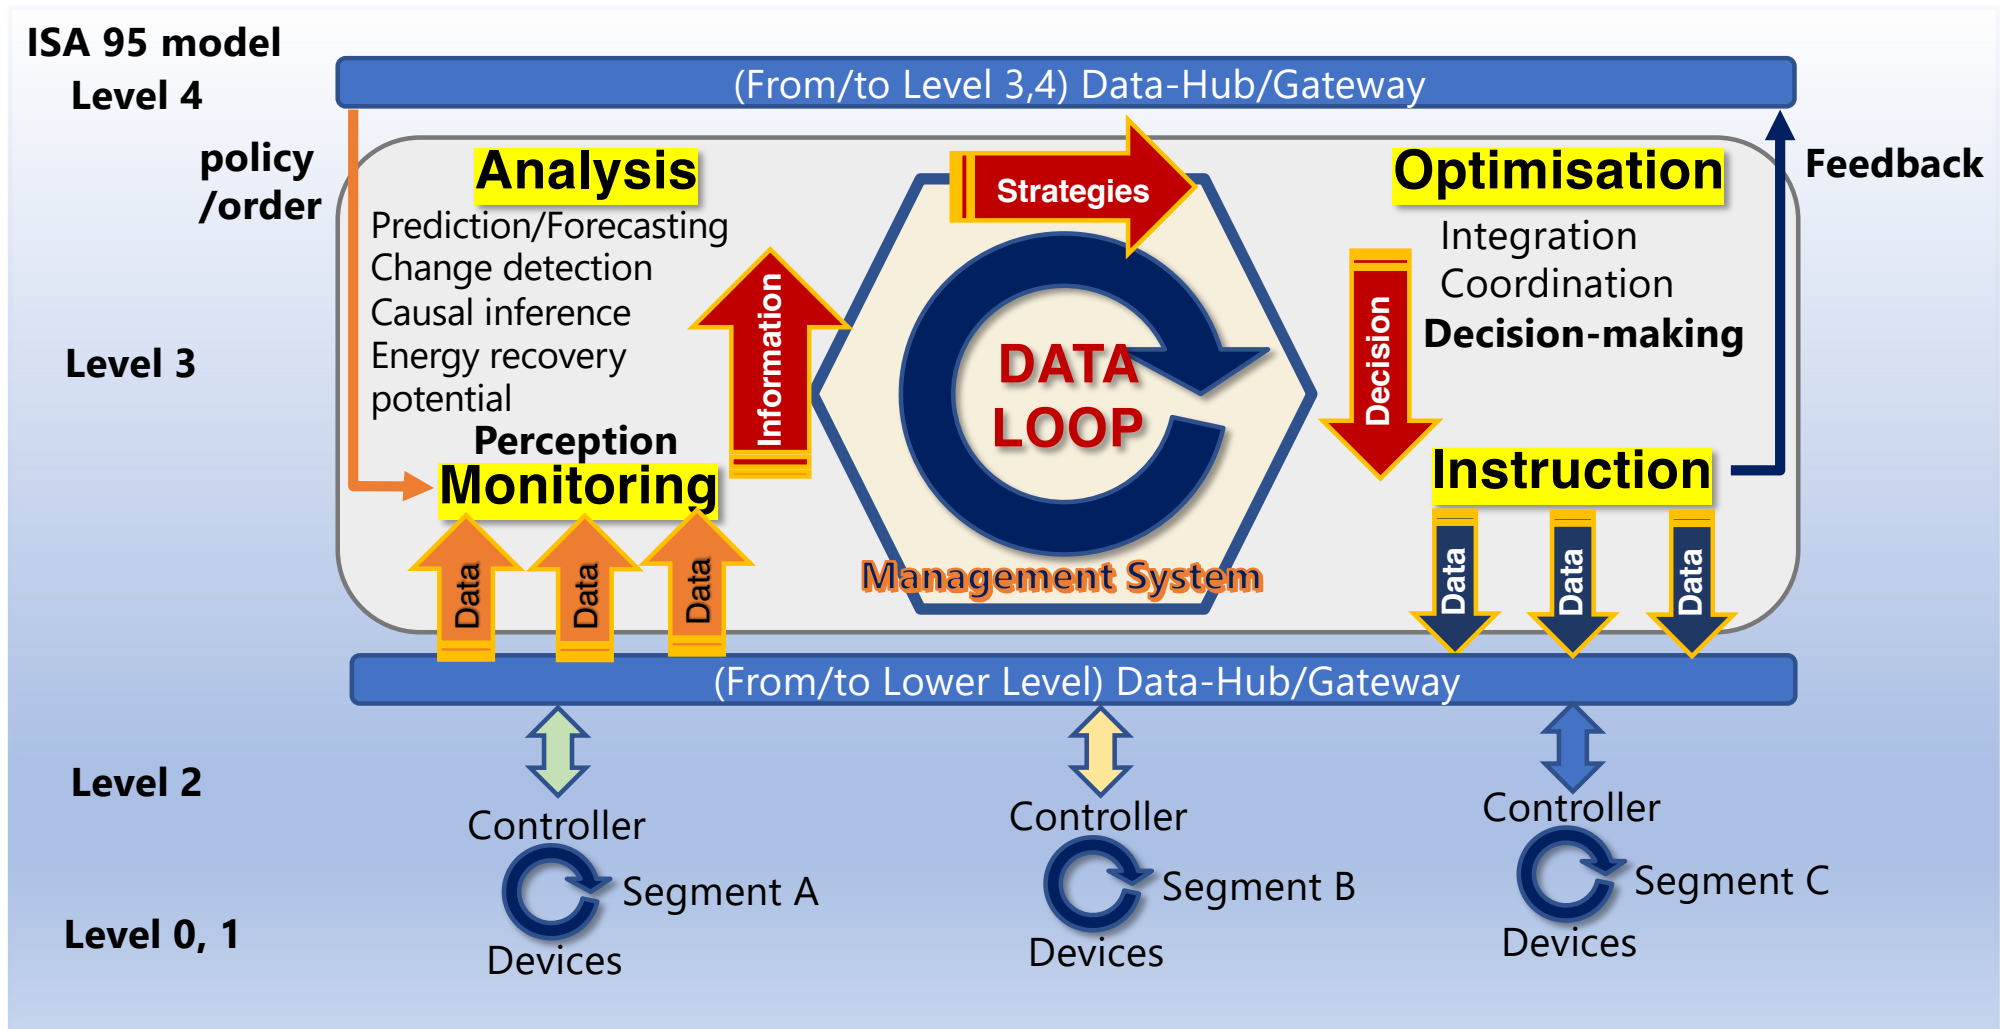 ISA 95 model
Level 4
(From/to Level 3,4) Data-Hub/Gateway
policy
/order
Feedback
Analysis
Prediction/Forecasting
Change detection
Causal inference
Energy recovery
potential
Perception
Monitoring
Information
Strategies
DATA
LOOP
Management System
Optimisation
Integration
Coordination
Decision-making
Decision
Instruction
Level 3
Data
Data
Data
Data
Data
Data
(From/to Lower Level) Data-Hub/Gateway
Level 2
Controller
Controller
Controller
Segment A
Segment B
Segment C
Level 0, 1
Devices
Devices
Devices